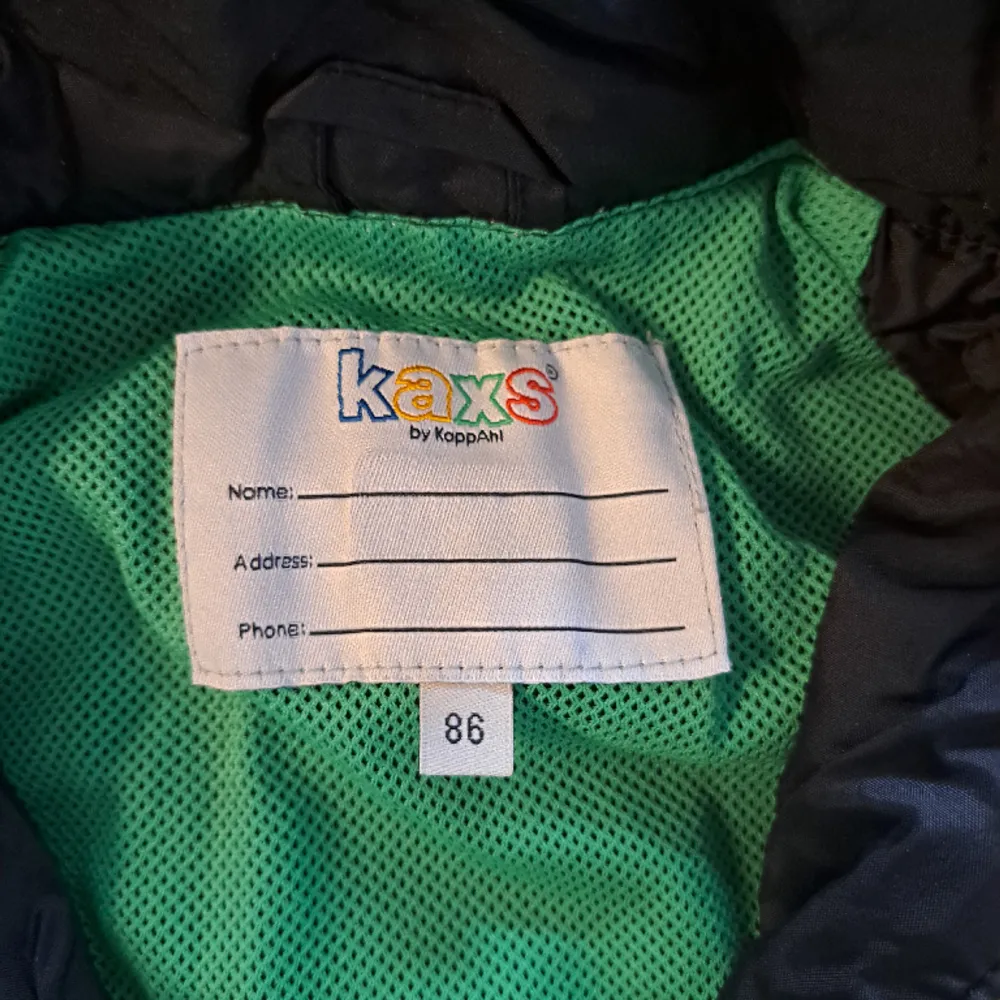 kaxs®
by KappAhl
Name:
Address:
Phone:
86